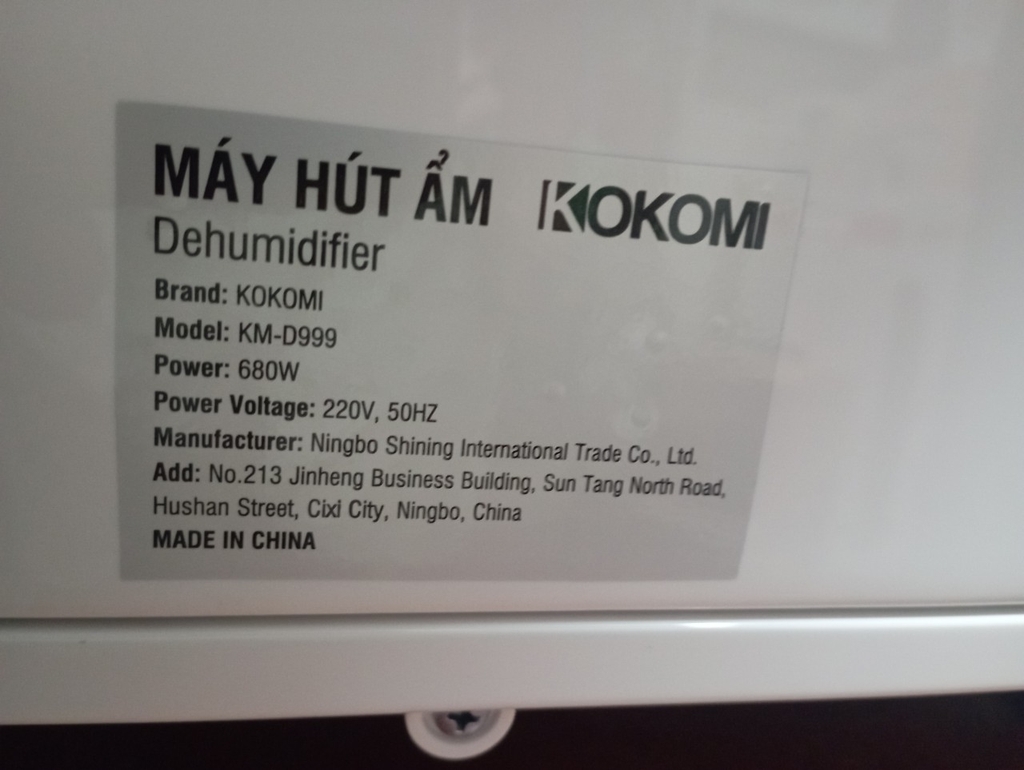 MÁY HÚT ẨM KOKOMI
Dehumidifier
Brand: KOKOMI
Model: KM-D999
Power: 680W
Power Voltage: 220V, 50HZ
Manufacturer: Ningbo Shining International Trade Co., Ltd.
Add: No.213 Jinheng Business Building, Sun Tang North Road,
Hushan Street, Cixi City, Ningbo, China
MADE IN CHINA